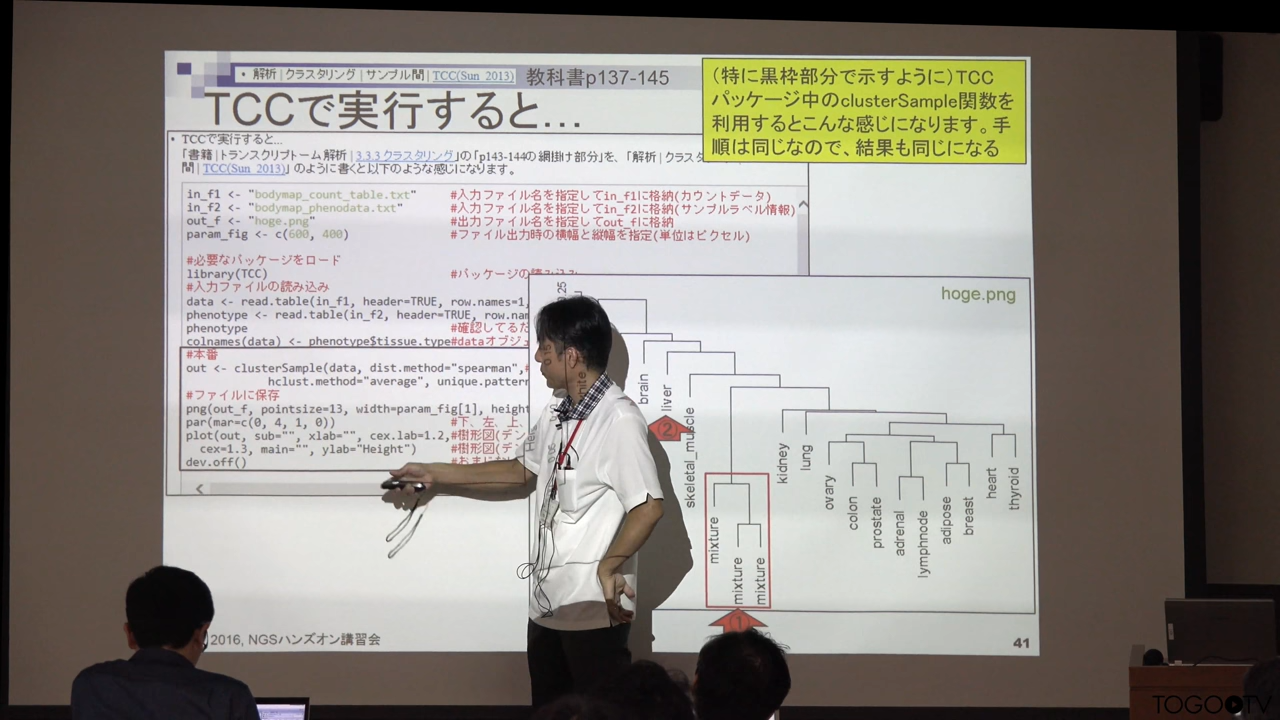 • 解析 | クラスタリング | サンプル間 | TCC(Sun_2013) 教科書p137-145
TCCで実行すると…
(特に黒枠部分で示すように)TCC
パッケージ中のclusterSample関数を
利用するとこんな感じになります。手
順は同じなので、結果も同じになる
• TCCで実行すると...
「書籍 | トランスクリプトーム解析 | 3.3.3 クラスタリング」の「p143-144の網掛け部分」を、「解析 | クラスタ
間 | TCC(Sun_2013)」のように書くと以下のような感じになります。
in_f1 <- "bodymap_count_table.txt" #入力ファイル名を指定してin_f1に格納(カウントデータ)
in_f2 <- "bodymap_phenodata.txt" #入力ファイル名を指定してin_f2に格納(サンプルラベル情報)
out_f <- "hoge.png" #出力ファイル名を指定してout_fに格納
param_fig <- c(600, 400) #ファイル出力時の横幅と縦幅を指定(単位はピクセル)
#必要なパッケージをロード
library(TCC) #パッケージの読み込み
#入力ファイルの読み込み
data <- read.table(in_f1, header=TRUE, row.names=1,
phenotype <- read.table(in_f2, header=TRUE, row.nam
phenotype #確認してるだ
colnames(data) <- phenotype$tissue.type#dataオブジェ
#本番
out <- clusterSample(data, dist.method="spearman",#
hclust.method="average", unique.pattern
#ファイルに保存
png(out_f, pointsize=13, width=param_fig[1], height
par(mar=c(0, 4, 1, 0)) #下、左、上、
plot(out, sub="", xlab="", cex.lab=1.2,#樹形図(デン
cex=1.3, main="", ylab="Height") #樹形図(デン
dev.off() #おまじない
hoge.png
brain
liver
②
skeletal_muscle
mixture
mixture
mixture
①
kidney
lung
ovary
colon
prostate
adrenal
lymphnode
adipose
breast
heart
thyroid
2016, NGSハンズオン講習会
41
TOGOTV